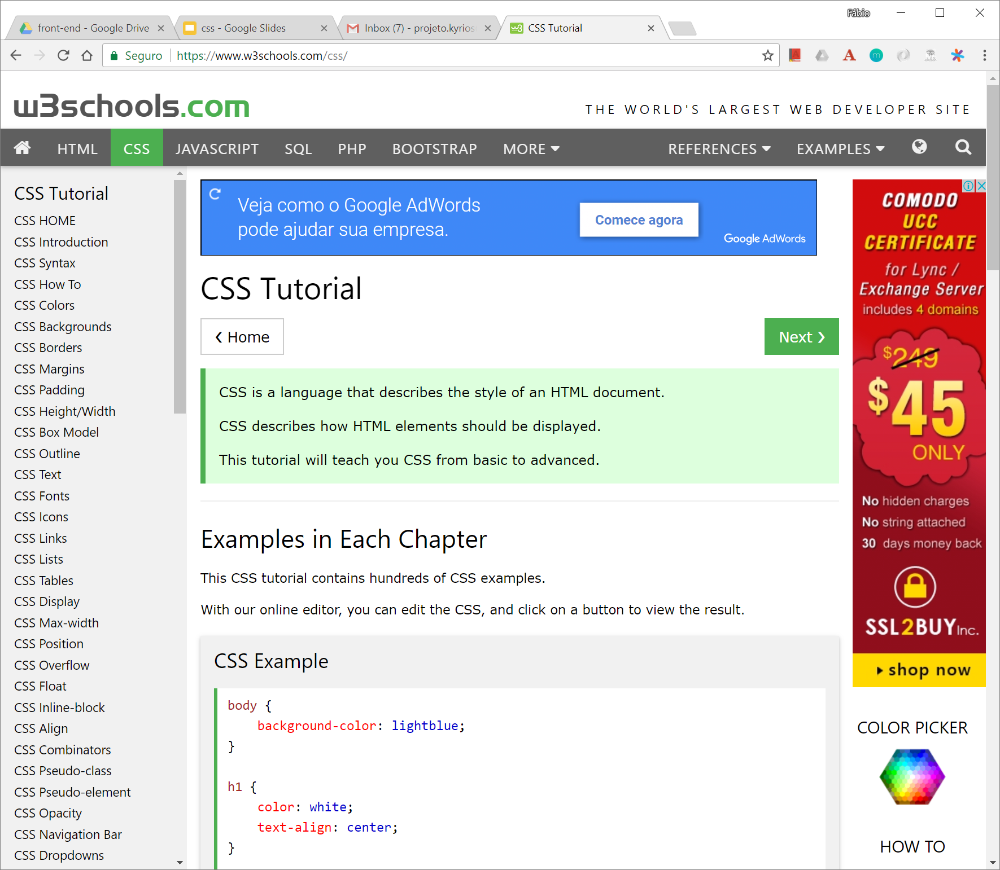 Fábio
front-end - Google Drive
css - Google Slides
Inbox (7) - projeto.kyrios
CSS Tutorial
Seguro
https://www.w3schools.com/css/
w3schools.com
THE WORLD'S LARGEST WEB DEVELOPER SITE
HTML
CSS
JAVASCRIPT
SQL
PHP
BOOTSTRAP
MORE
REFERENCES
EXAMPLES
CSS Tutorial
CSS HOME
CSS Introduction
CSS Syntax
CSS How To
CSS Colors
CSS Backgrounds
CSS Borders
CSS Margins
CSS Padding
CSS Height/Width
CSS Box Model
CSS Outline
CSS Text
CSS Fonts
CSS Icons
CSS Links
CSS Lists
CSS Tables
CSS Display
CSS Max-width
CSS Position
CSS Overflow
CSS Float
CSS Inline-block
CSS Align
CSS Combinators
CSS Pseudo-class
CSS Pseudo-element
CSS Opacity
CSS Navigation Bar
CSS Dropdowns
Veja como o Google AdWords
pode ajudar sua empresa.
Comece agora
Google AdWords
CSS Tutorial
❮ Home
Next ❯
CSS is a language that describes the style of an HTML document.
CSS describes how HTML elements should be displayed.
This tutorial will teach you CSS from basic to advanced.
Examples in Each Chapter
This CSS tutorial contains hundreds of CSS examples.
With our online editor, you can edit the CSS, and click on a button to view the result.
CSS Example
body {
    background-color: lightblue;
}
h1 {
    color: white;
    text-align: center;
}
COMODO
UCC
CERTIFICATE
for Lync /
Exchange Server
includes 4 domains
$249
$45
ONLY
No hidden charges
No string attached
30 days money back
SSL2BUY Inc.
shop now
COLOR PICKER
HOW TO